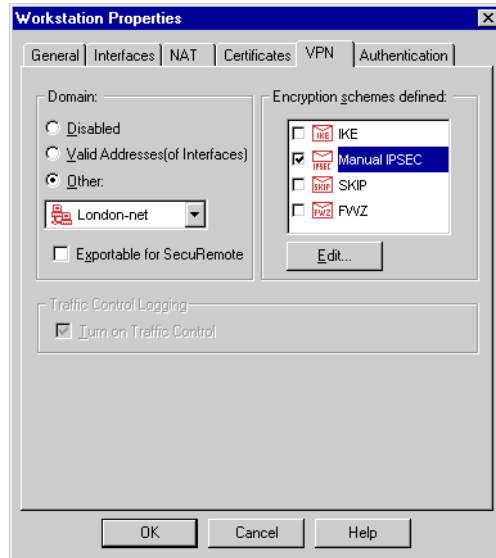 Workstation Properties
General Interfaces NAT Certificates VPN Authentication
Domain:
Disabled
Valid Addresses(of Interfaces)
Other:
London-net
Exportable for SecuRemote
Encryption schemes defined:
IKE
IKE
IPSEC Manual IPSEC
SKIP SKIP
FWZ FWZ
Edit...
Traffic Control Logging
Turn on Traffic Control
OK Cancel Help